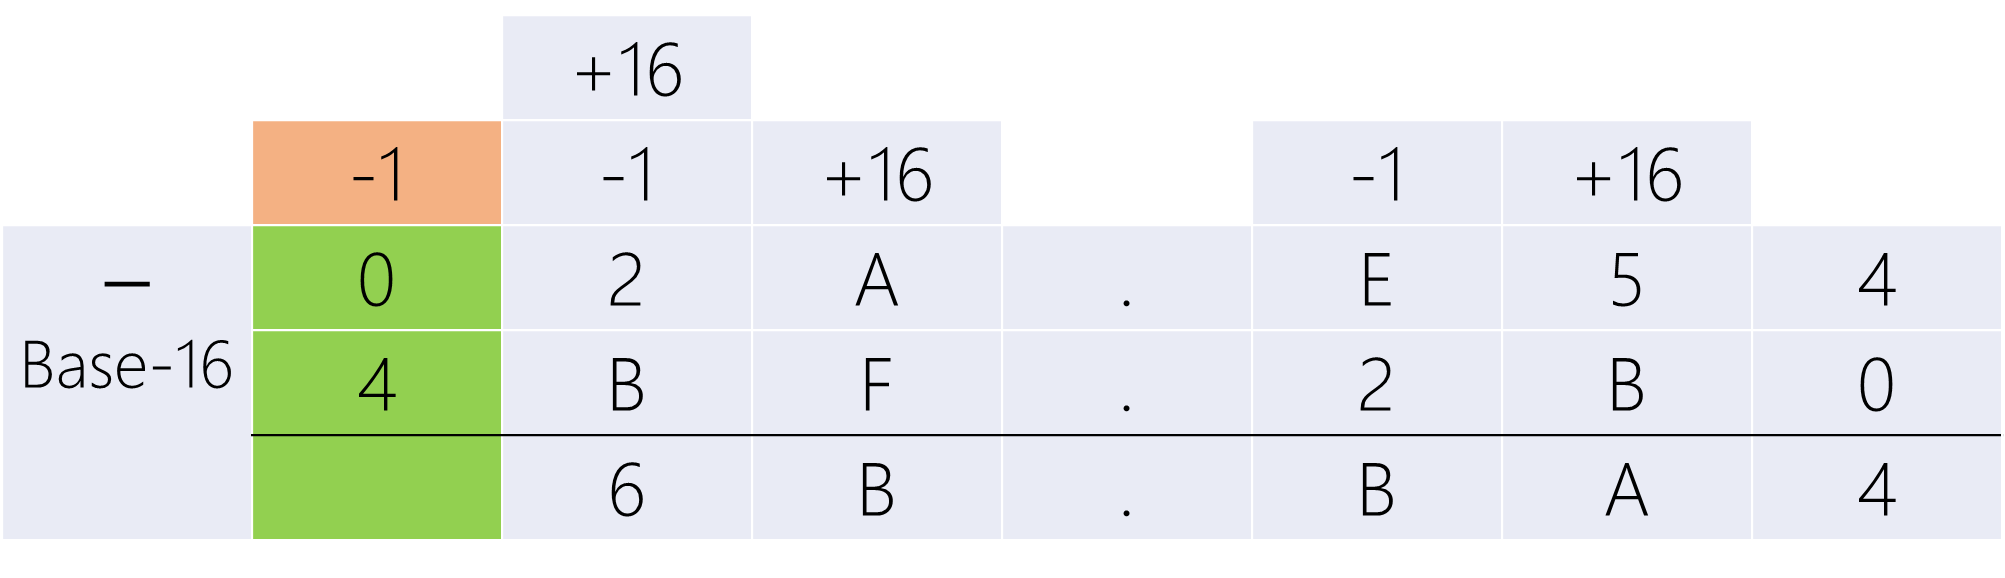 +16
-1 -1 +16 -1 +16
− 0 2 A . E 5 4
Base-16 4 B F . 2 B 0
6 B . B A 4